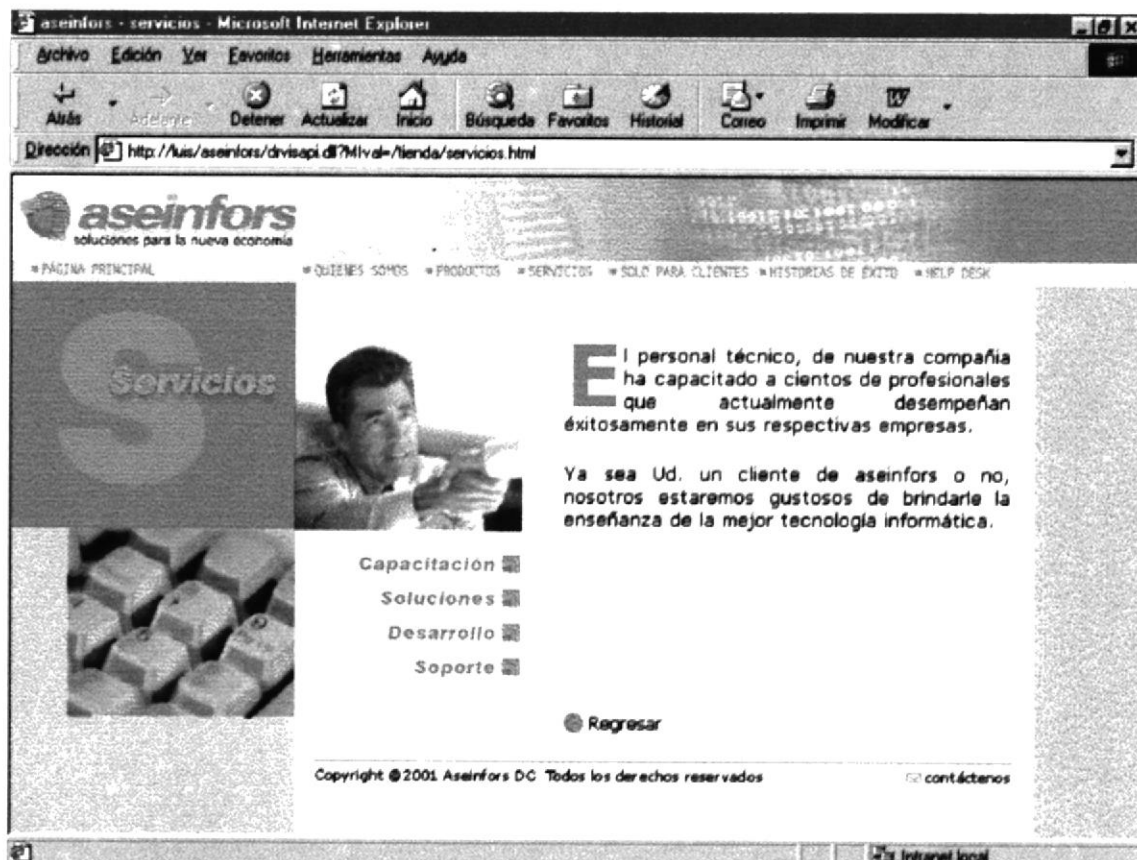 aseinfors - servicios - Microsoft Internet Explorer
Archivo Edición Ver Favoritos Herramientas Ayuda
Atrás Adelante Detener Actualizar Inicio Búsqueda Favoritos Historial Correo Imprimir Modificar
Dirección http://luis/aseinfors/drvisapi.dll?MIval=/tienda/servicios.html
aseinfors
soluciones para la nueva economía
PÁGINA PRINCIPAL QUIENES SOMOS PRODUCTOS SERVICIOS SOLO PARA CLIENTES HISTORIAS DE ÉXITO HELP DESK
Servicios
El personal técnico, de nuestra compañia
ha capacitado a cientos de profesionales
que actualmente desempeñan
éxitosamente en sus respectivas empresas.
Ya sea Ud. un cliente de aseinfors o no,
nosotros estaremos gustosos de brindarle la
enseñanza de la mejor tecnología informática.
Capacitación
Soluciones
Desarrollo
Soporte
Regresar
Copyright @2001 Aseinfors DC Todos los derechos reservados contáctenos
Intranet local